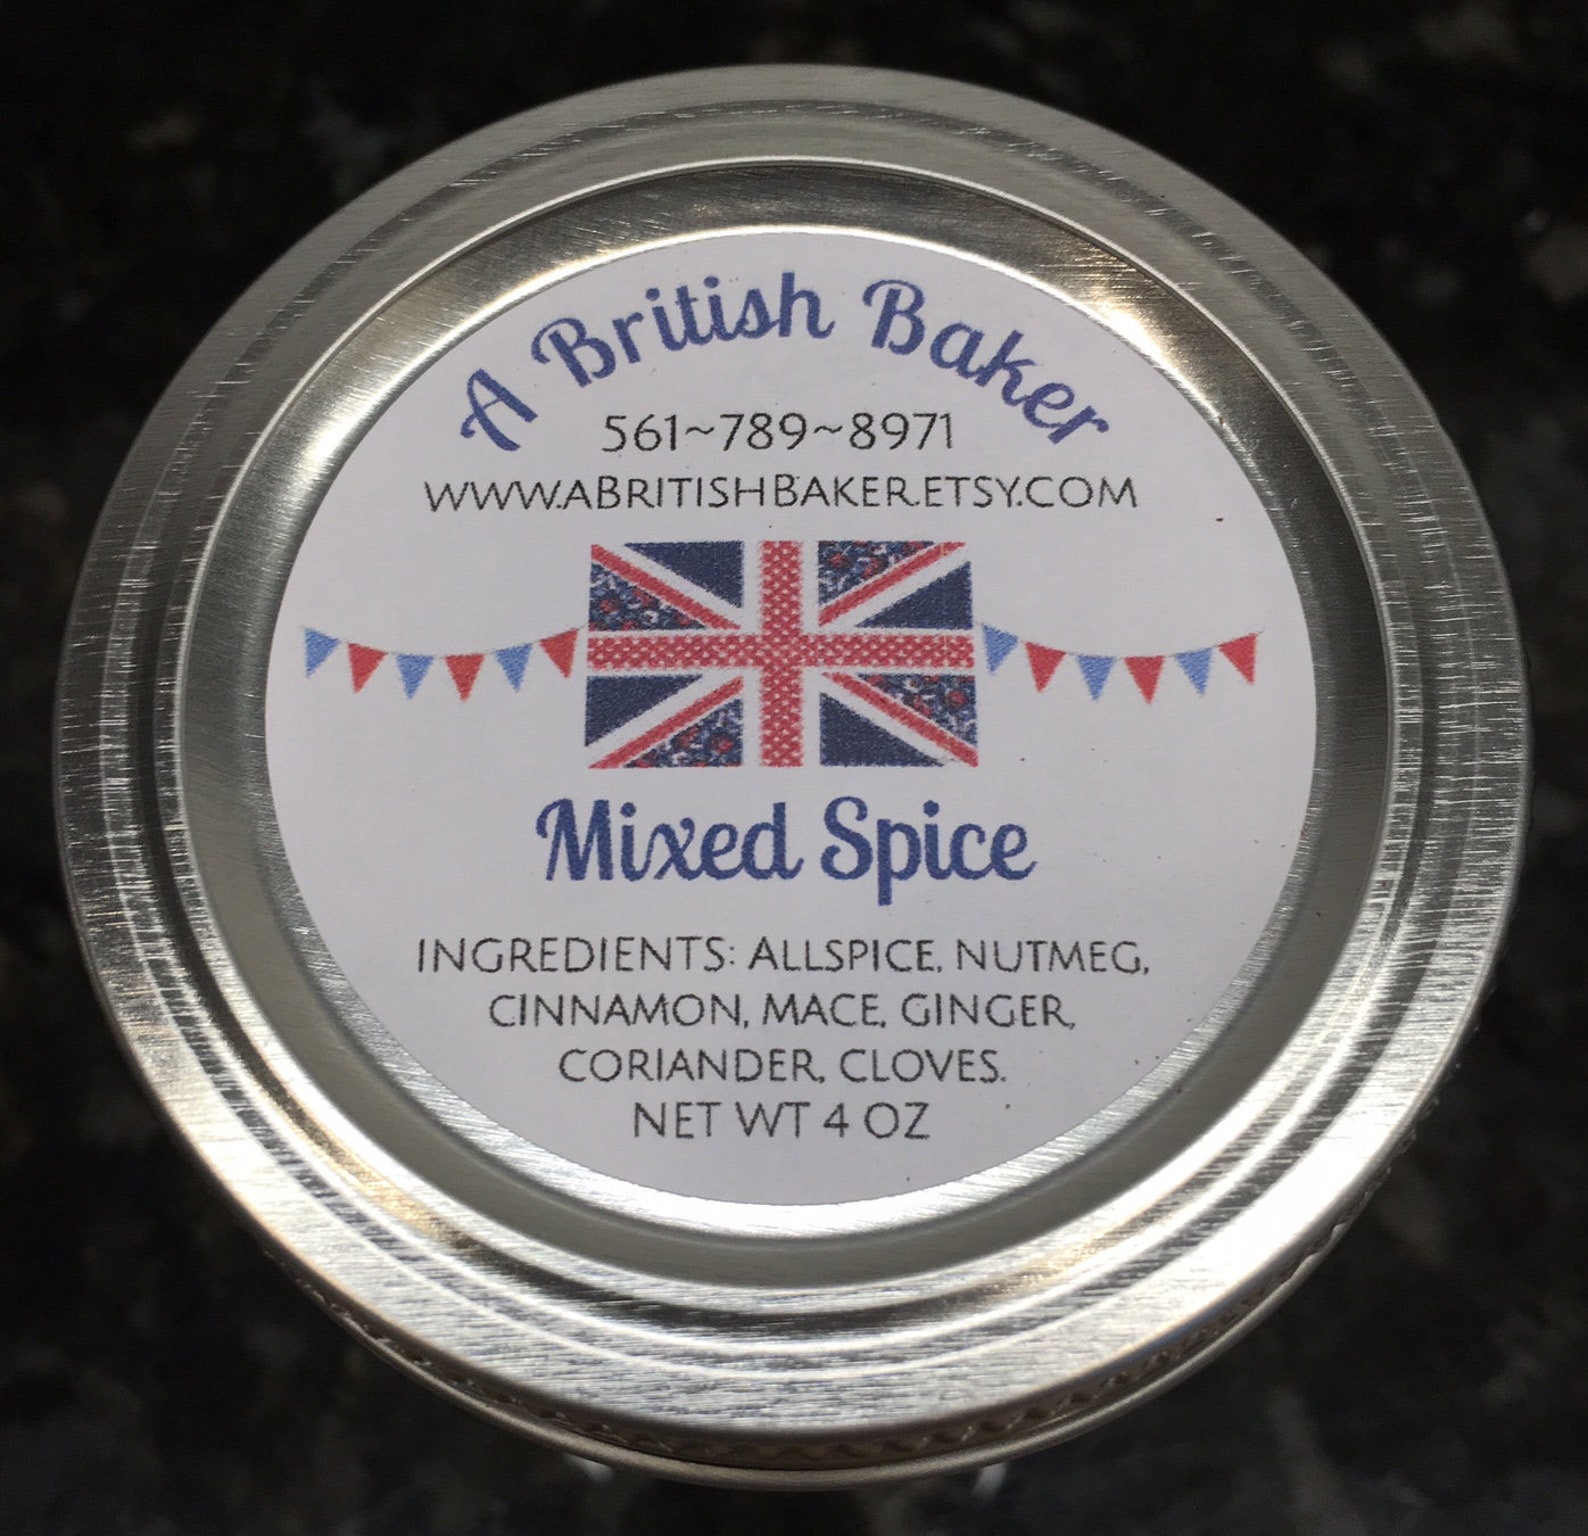 A British Baker
561~789~8971
WWW.ABRITISHBAKER.ETSY.COM
Mixed Spice
INGREDIENTS: ALLSPICE, NUTMEG,
CINNAMON, MACE, GINGER,
CORIANDER, CLOVES.
NET WT 4 OZ